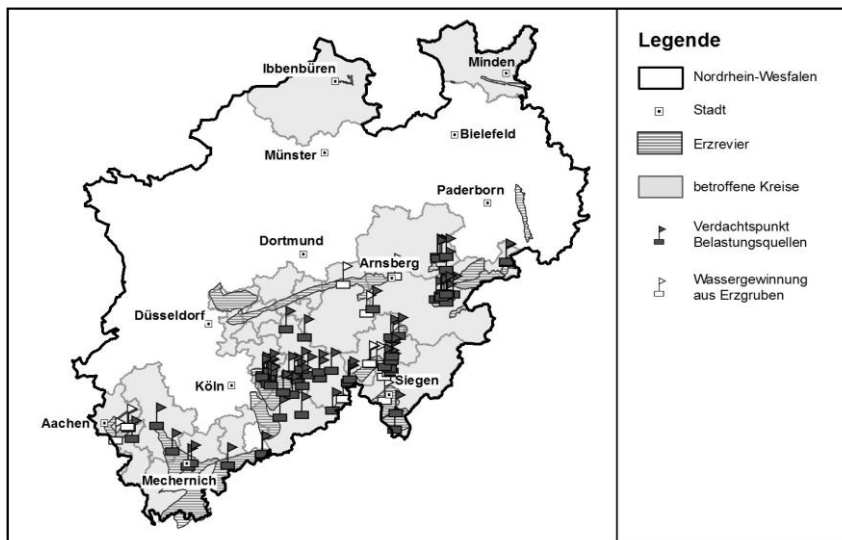 Ibbenbüren
Minden
Münster
Bielefeld
Paderborn
Dortmund
Arnsberg
Düsseldorf
Köln
Siegen
Aachen
Mechernich
Legende
Nordrhein-Wesfalen
Stadt
Erzrevier
betroffene Kreise
Verdachtspunkt
Belastungsquellen
Wassergewinnung
aus Erzgruben